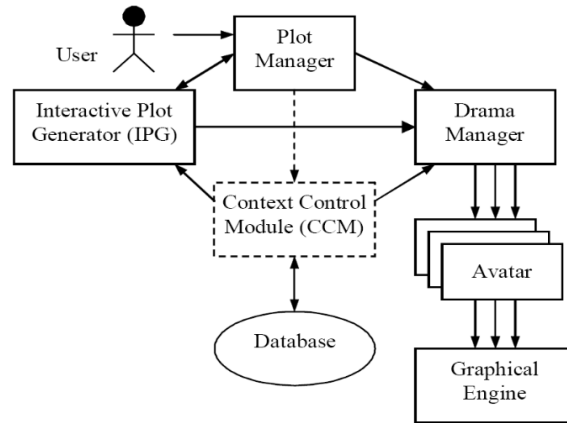 User
Plot
Manager
Interactive Plot
Generator (IPG)
Drama
Manager
Context Control
Module (CCM)
Avatar
Database
Graphical
Engine